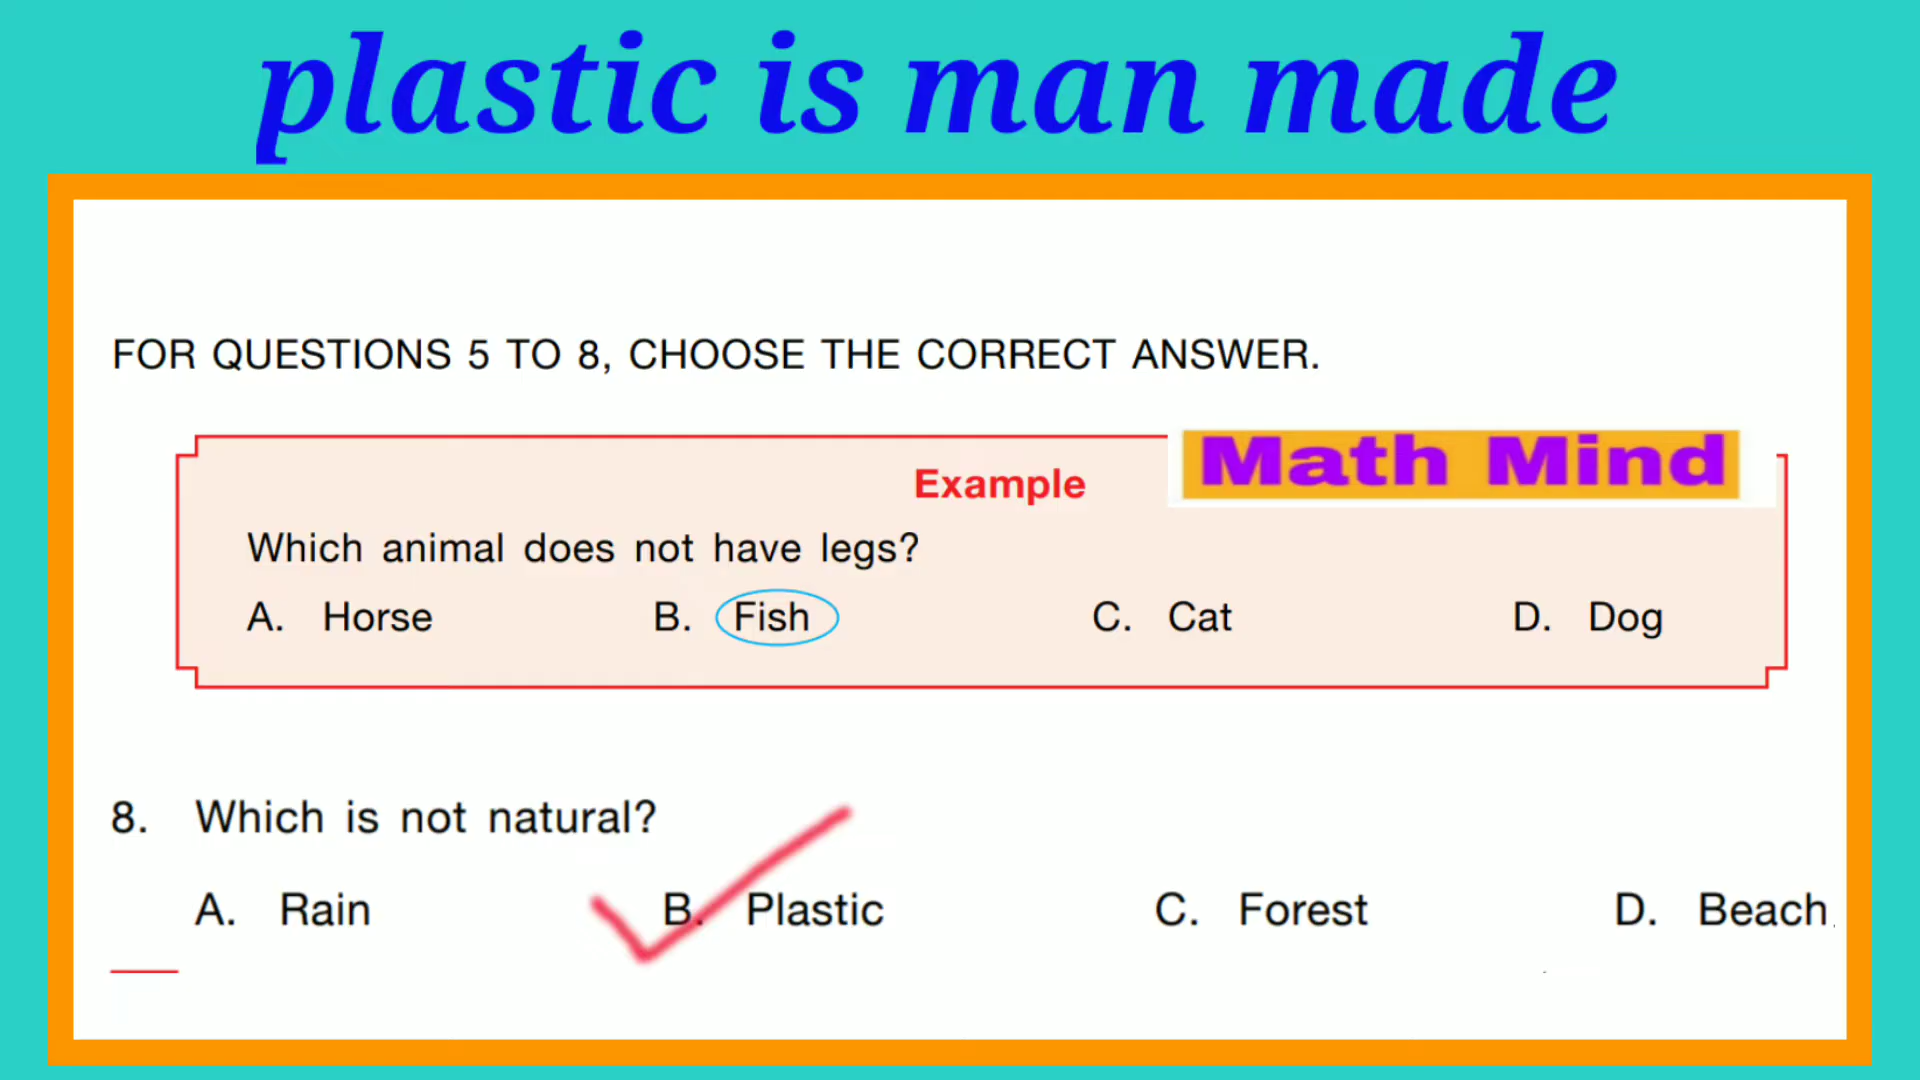 plastic is man made
FOR QUESTIONS 5 TO 8, CHOOSE THE CORRECT ANSWER.
Math Mind
Example
Which animal does not have legs?
A. Horse B. Fish C. Cat D. Dog
8. Which is not natural?
A. Rain B. Plastic C. Forest D. Beach